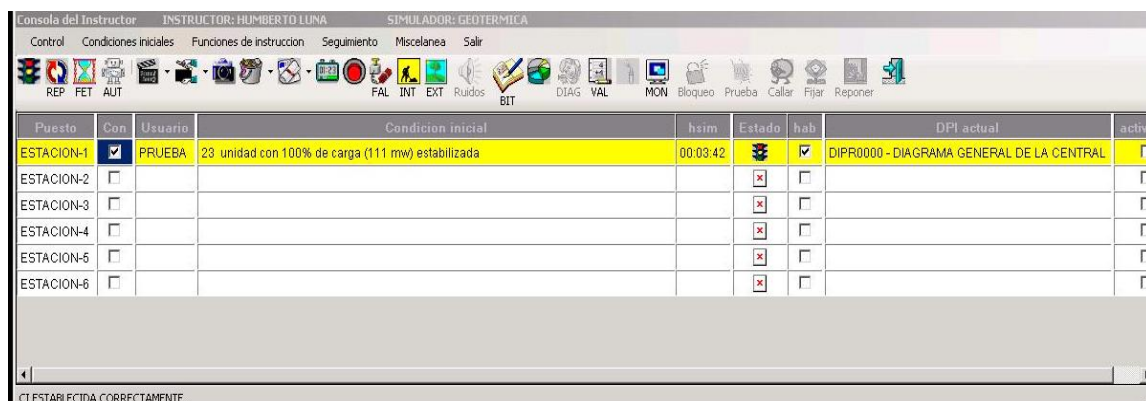 Consola del Instructor INSTRUCTOR: HUMBERTO LUNA SIMULADOR: GEOTERMICA
Control Condiciones iniciales Funciones de instruccion Seguimiento Miscelanea Salir
REP FET AUT FAL INT EXT Ruidos BIT DIAG VAL MON Bloqueo Prueba Callar Fijar Reponer
Puesto Con Usuario Condicion inicial hsim Estado hab DPI actual activ
ESTACION-1 PRUEBA 23 unidad con 100% de carga (111 mw) estabilizada 00:03:42 DIPR0000 - DIAGRAMA GENERAL DE LA CENTRAL
ESTACION-2
ESTACION-3
ESTACION-4
ESTACION-5
ESTACION-6
CI ESTABLECIDA CORRECTAMENTE